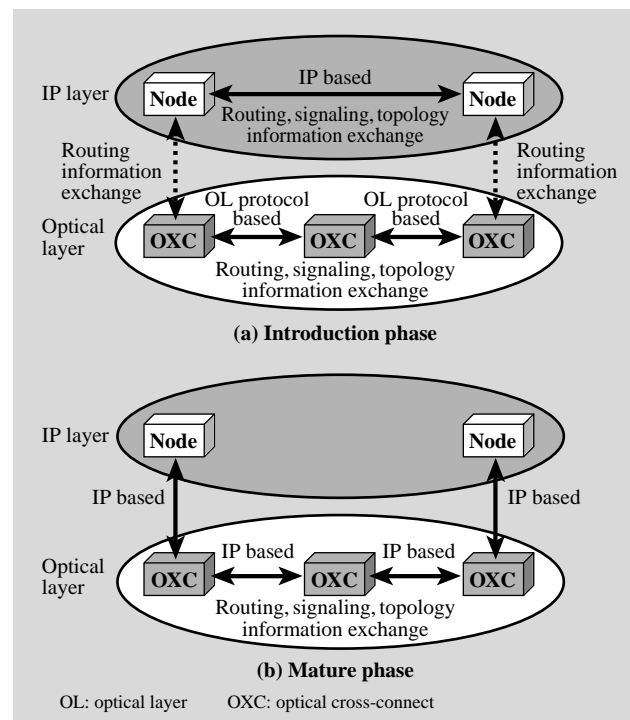 IP based
IP layer
Node
Node
Routing, signaling, topology
information exchange
Routing
information
exchange
Routing
information
exchange
OL protocol
based
OL protocol
based
Optical
layer
OXC
OXC
OXC
Routing, signaling, topology
information exchange
(a) Introduction phase
IP layer
Node
Node
IP based
IP based
IP based
IP based
Optical
layer
OXC
OXC
OXC
Routing, signaling, topology
information exchange
(b) Mature phase
OL: optical layer OXC: optical cross-connect